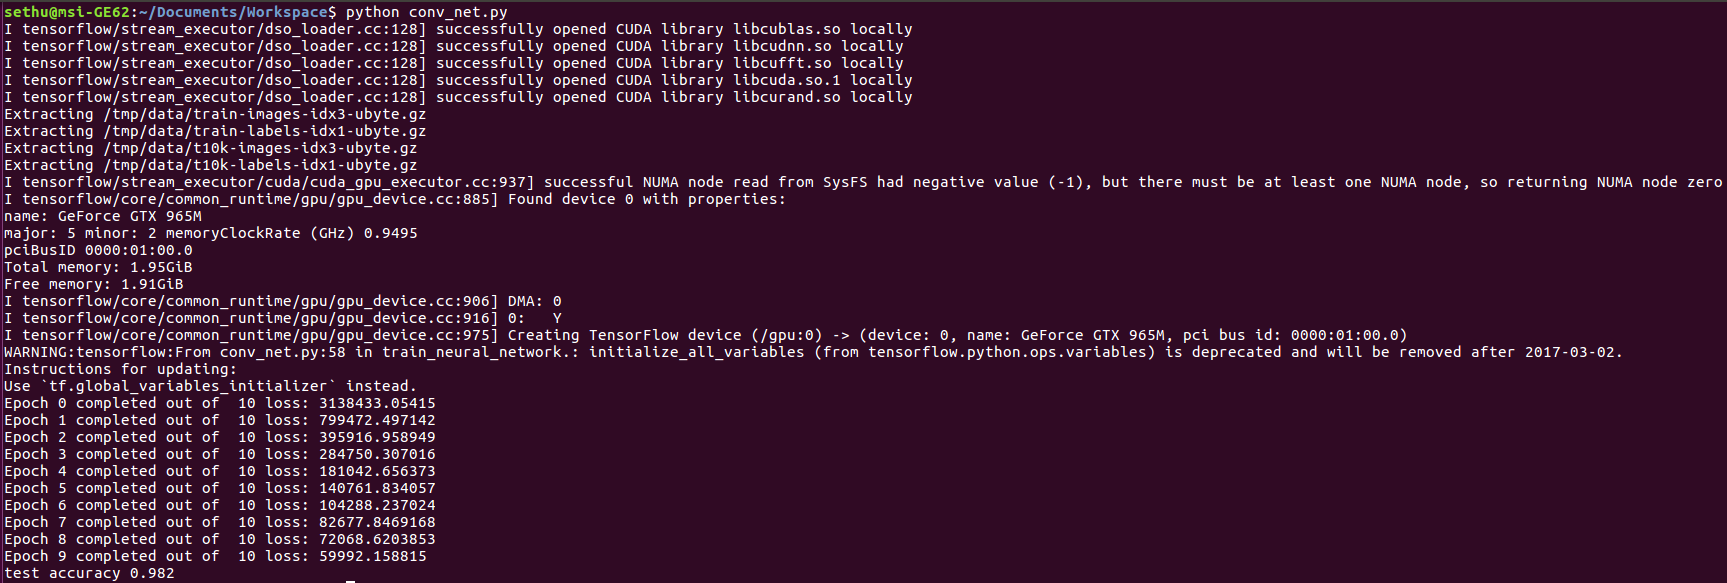 sethu@msi-GE62:~/Documents/Workspace$ python conv_net.py
I tensorflow/stream_executor/dso_loader.cc:128] successfully opened CUDA library libcublas.so locally
I tensorflow/stream_executor/dso_loader.cc:128] successfully opened CUDA library libcudnn.so locally
I tensorflow/stream_executor/dso_loader.cc:128] successfully opened CUDA library libcufft.so locally
I tensorflow/stream_executor/dso_loader.cc:128] successfully opened CUDA library libcuda.so.1 locally
I tensorflow/stream_executor/dso_loader.cc:128] successfully opened CUDA library libcurand.so locally
Extracting /tmp/data/train-images-idx3-ubyte.gz
Extracting /tmp/data/train-labels-idx1-ubyte.gz
Extracting /tmp/data/t10k-images-idx3-ubyte.gz
Extracting /tmp/data/t10k-labels-idx1-ubyte.gz
I tensorflow/stream_executor/cuda/cuda_gpu_executor.cc:937] successful NUMA node read from SysFS had negative value (-1), but there must be at least one NUMA node, so returning NUMA node zero
I tensorflow/core/common_runtime/gpu/gpu_device.cc:885] Found device 0 with properties:
name: GeForce GTX 965M
major: 5 minor: 2 memoryClockRate (GHz) 0.9495
pciBusID 0000:01:00.0
Total memory: 1.95GiB
Free memory: 1.91GiB
I tensorflow/core/common_runtime/gpu/gpu_device.cc:906] DMA: 0
I tensorflow/core/common_runtime/gpu/gpu_device.cc:916] 0:   Y
I tensorflow/core/common_runtime/gpu/gpu_device.cc:975] Creating TensorFlow device (/gpu:0) -> (device: 0, name: GeForce GTX 965M, pci bus id: 0000:01:00.0)
WARNING:tensorflow:From conv_net.py:58 in train_neural_network.: initialize_all_variables (from tensorflow.python.ops.variables) is deprecated and will be removed after 2017-03-02.
Instructions for updating:
Use `tf.global_variables_initializer` instead.
Epoch 0 completed out of  10 loss: 3138433.05415
Epoch 1 completed out of  10 loss: 799472.497142
Epoch 2 completed out of  10 loss: 395916.958949
Epoch 3 completed out of  10 loss: 284750.307016
Epoch 4 completed out of  10 loss: 181042.656373
Epoch 5 completed out of  10 loss: 140761.834057
Epoch 6 completed out of  10 loss: 104288.237024
Epoch 7 completed out of  10 loss: 82677.8469168
Epoch 8 completed out of  10 loss: 72068.6203853
Epoch 9 completed out of  10 loss: 59992.158815
test accuracy 0.982